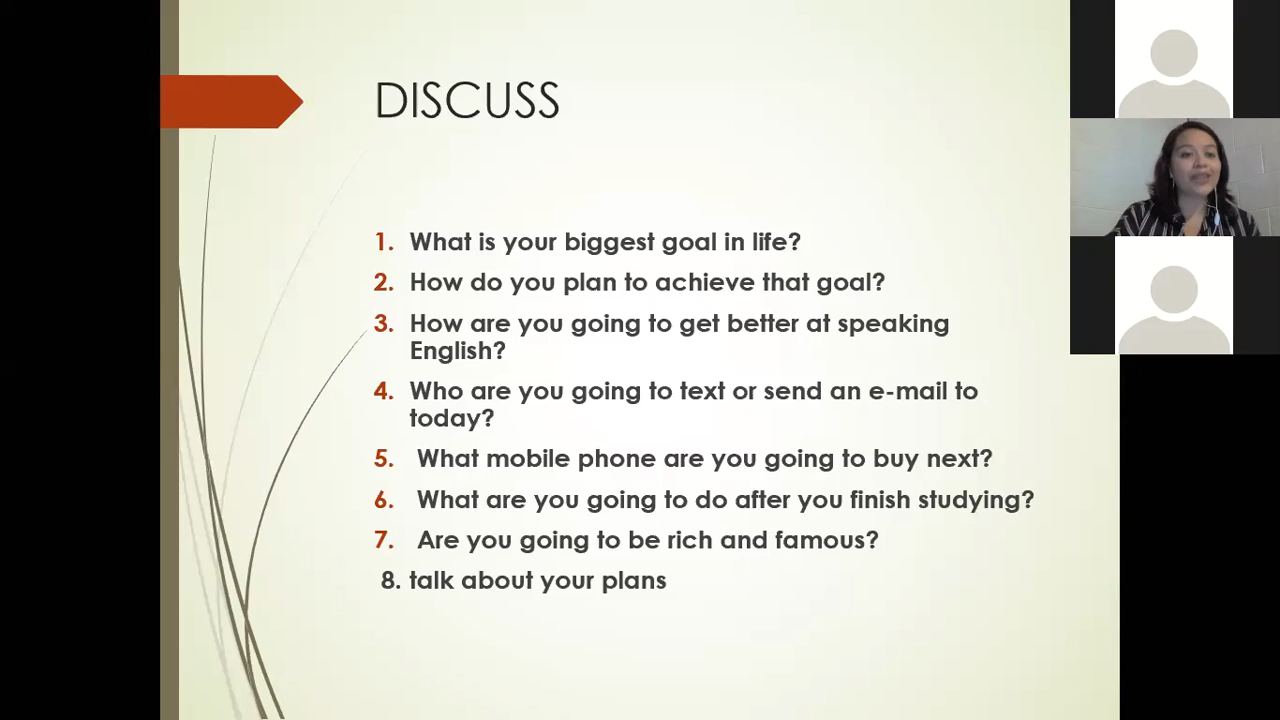 DISCUSS
1. What is your biggest goal in life?
2. How do you plan to achieve that goal?
3. How are you going to get better at speaking
English?
4. Who are you going to text or send an e-mail to
today?
5. What mobile phone are you going to buy next?
6. What are you going to do after you finish studying?
7. Are you going to be rich and famous?
8. talk about your plans